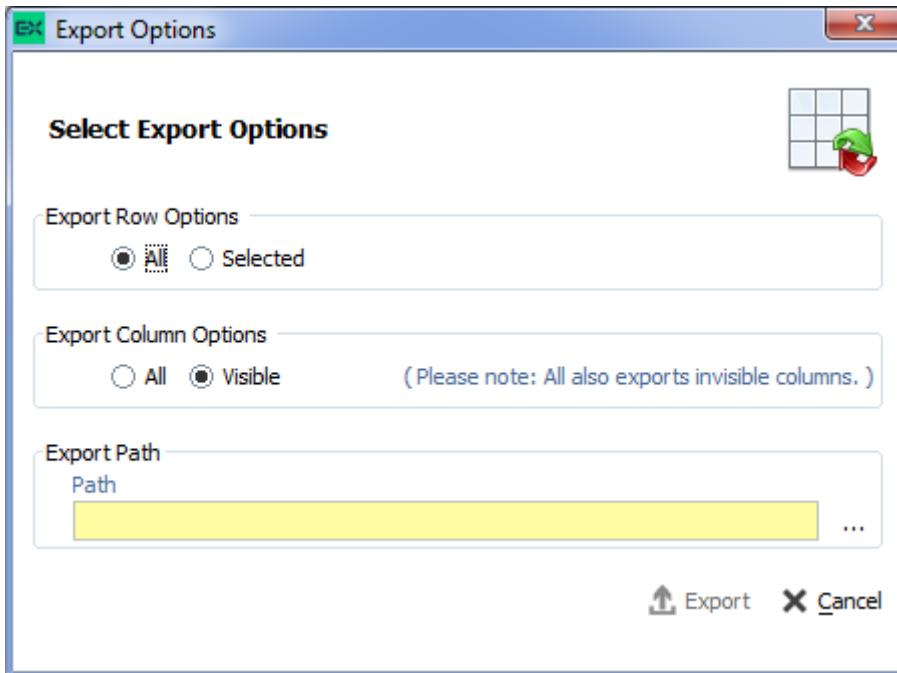 EX Export Options
Select Export Options
Export Row Options
All Selected
Export Column Options
All Visible (Please note: All also exports invisible columns. )
Export Path
Path
...
Export Cancel